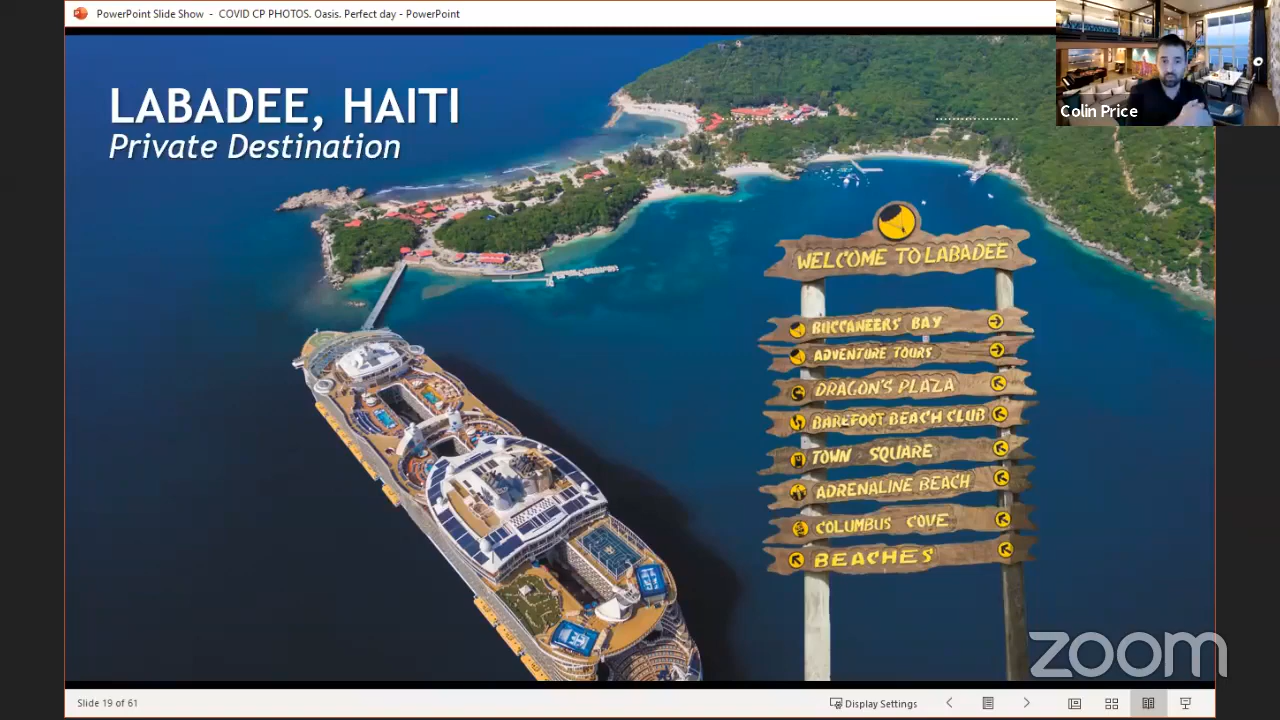 PowerPoint Slide Show - COVID CP PHOTOS. Oasis. Perfect day - PowerPoint
Colin Price
LABADEE, HAITI
Private Destination
WELCOME TO LABADEE
BUCCANEERS BAY
ADVENTURE TOURS
DRAGON'S PLAZA
BAREFOOT BEACH CLUB
TOWN SQUARE
ADRENALINE BEACH
COLUMBUS COVE
BEACHES
zoom
Slide 19 of 61
Display Settings